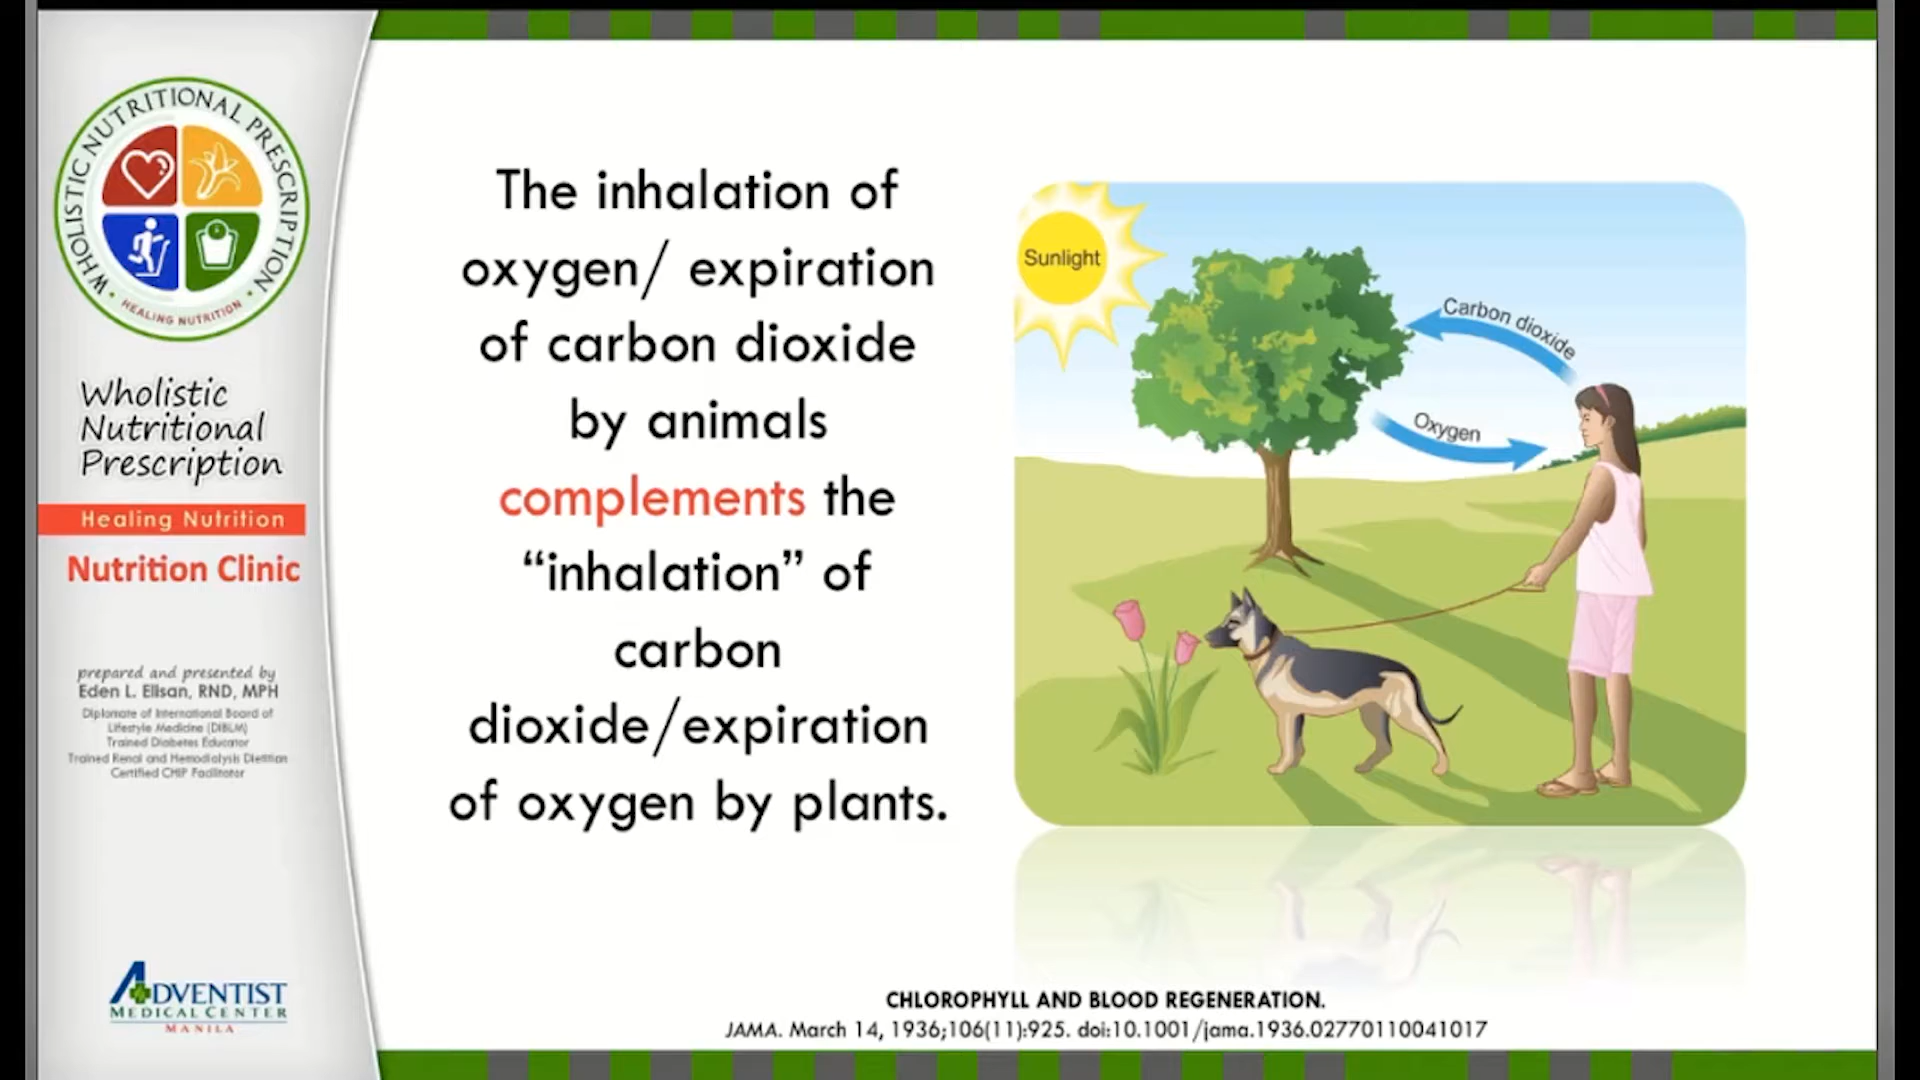 WHOLISTIC NUTRITIONAL PRESCRIPTION
• HEALING NUTRITION •
Wholistic
Nutritional
Prescription
Healing Nutrition
Nutrition Clinic
prepared and presented by
Eden L. Elisan, RND, MPH
Diplomate of International Board of
Lifestyle Medicine (DIBLM)
Trained Diabetes Educator
Trained Renal and Hemodialysis Dietitian
Certified CHIP Facilitator
ADVENTIST
MEDICAL CENTER
MANILA
The inhalation of
oxygen/ expiration
of carbon dioxide
by animals
complements the
“inhalation” of
carbon
dioxide/expiration
of oxygen by plants.
Sunlight
Carbon dioxide
Oxygen
CHLOROPHYLL AND BLOOD REGENERATION.
JAMA. March 14, 1936;106(11):925. doi:10.1001/jama.1936.02770110041017